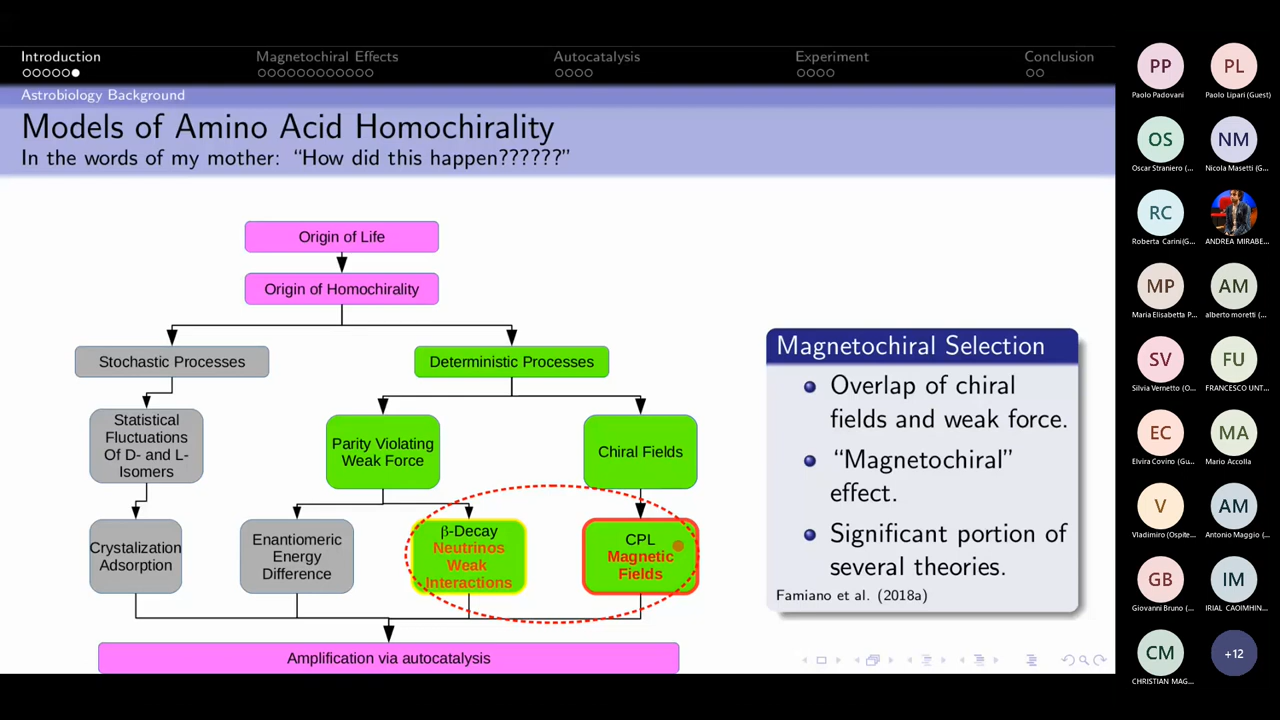 Introduction
Magnetochiral Effects
Autocatalysis
Experiment
Conclusion
Astrobiology Background
Models of Amino Acid Homochirality
In the words of my mother: “How did this happen??????”
Origin of Life
Origin of Homochirality
Stochastic Processes
Deterministic Processes
Statistical
Fluctuations
Of D- and L-
Isomers
Parity Violating
Weak Force
Chiral Fields
Crystalization
Adsorption
Enantiomeric
Energy
Difference
β-Decay
Neutrinos
Weak
Interactions
CPL
Magnetic
Fields
Amplification via autocatalysis
Magnetochiral Selection
Overlap of chiral
fields and weak force.
“Magnetochiral”
effect.
Significant portion of
several theories.
Famiano et al. (2018a)
PP
Paolo Padovani
PL
Paolo Lipari (Guest)
OS
Oscar Straniero (...
NM
Nicola Masetti (G...
RC
Roberta Carini(G...
ANDREA MIRABE...
MP
Maria Elisabetta P...
AM
alberto moretti (...
SV
Silvia Vernetto (O...
FU
FRANCESCO UNT...
EC
Elvira Covino (Gu...
MA
Mario Accolla
V
Vladimiro (Ospite...
AM
Antonio Maggio (...
GB
Giovanni Bruno (...
IM
IRIAL CAOIMHIN...
CM
CHRISTIAN MAG...
+12